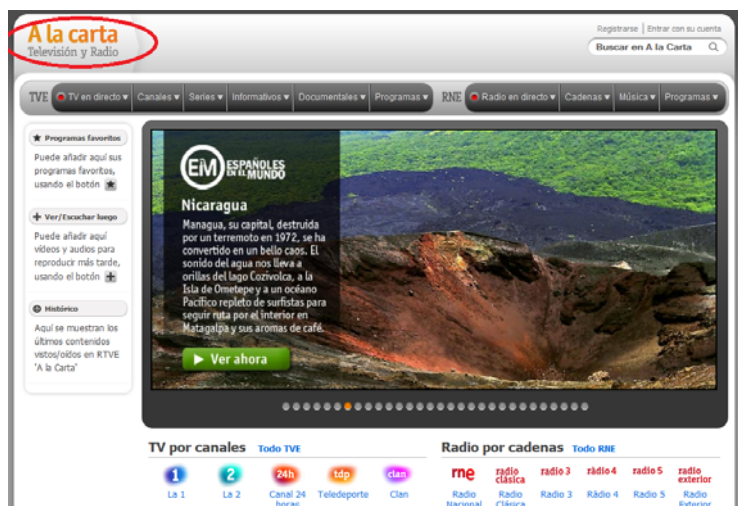 A la carta
Televisión y Radio
Registrarse | Entrar con su cuenta
Buscar en A la Carta
TVE TV en directo Canales Series Informativos Documentales Programas RNE Radio en directo Cadenas Música Programas
Programas favoritos
Puede añadir aquí sus
programas favoritos,
usando el botón
Ver/Escuchar luego
Puede añadir aquí
vídeos y audios para
reproducir más tarde,
usando el botón
Histórico
Aquí se muestran los
últimos contenidos
vistos/oídos en RTVE
"A la Carta"
EM ESPAÑOLES
EN EL MUNDO
Nicaragua
Managua, su capital, destruida
por un terremoto en 1972, se ha
convertido en un bello caos. El
sonido del agua nos lleva a
orillas del lago Cozivolca, a la
Isla de Ometepe y a un océano
Pacífico repleto de surfistas para
seguir ruta por el interior en
Matagalpa y sus aromas de café.
Ver ahora
TV por canales Todo TVE
Radio por cadenas Todo RNE
1 2 24h tdp clan
rne radio clásica radio 3 ràdio 4 radio 5 radio exterior
La 1 La 2 Canal 24 horas Teledeporte Clan
Radio Nacional Radio Clásica Radio 3 Ràdio 4 Radio 5 Radio Exterior